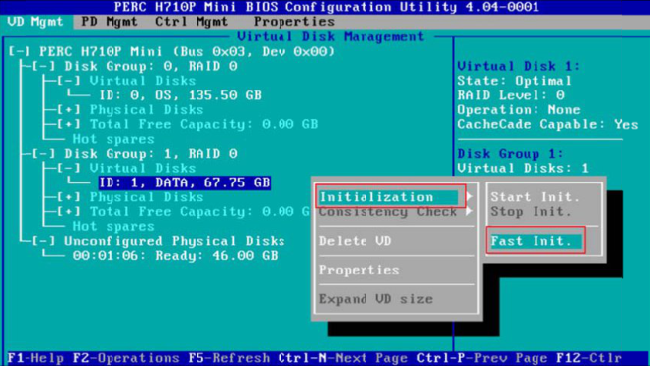 PERC H710P Mini BIOS Configuration Utility 4.04-0001
VD Mgmt PD Mgmt Ctrl Mgmt Properties
Virtual Disk Management
[-] PERC H710P Mini (Bus 0x03, Dev 0x00)
[-] Disk Group: 0, RAID 0
[-] Virtual Disks
ID: 0, OS, 135.50 GB
[+] Physical Disks
[+] Total Free Capacity: 0.00 GB
Hot spares
[-] Disk Group: 1, RAID 0
[-] Virtual Disks
ID: 1, DATA, 67.75 GB
[+] Physical Disks
[+] Total Free Capacity: 0.0
Hot spares
[-] Unconfigured Physical Disks
00:01:06: Ready: 46.00 GB
Virtual Disk 1:
State: Optimal
RAID Level: 0
Operation: None
CacheCade Capable: Yes
Disk Group 1:
Virtual Disks: 1
Initialization
Consistency Check
Delete VD
Properties
Expand VD size
Start Init.
Stop Init.
Fast Init.
F1-Help F2-Operations F5-Refresh Ctrl-N-Next Page Ctrl-P-Prev Page F12-Ctlr